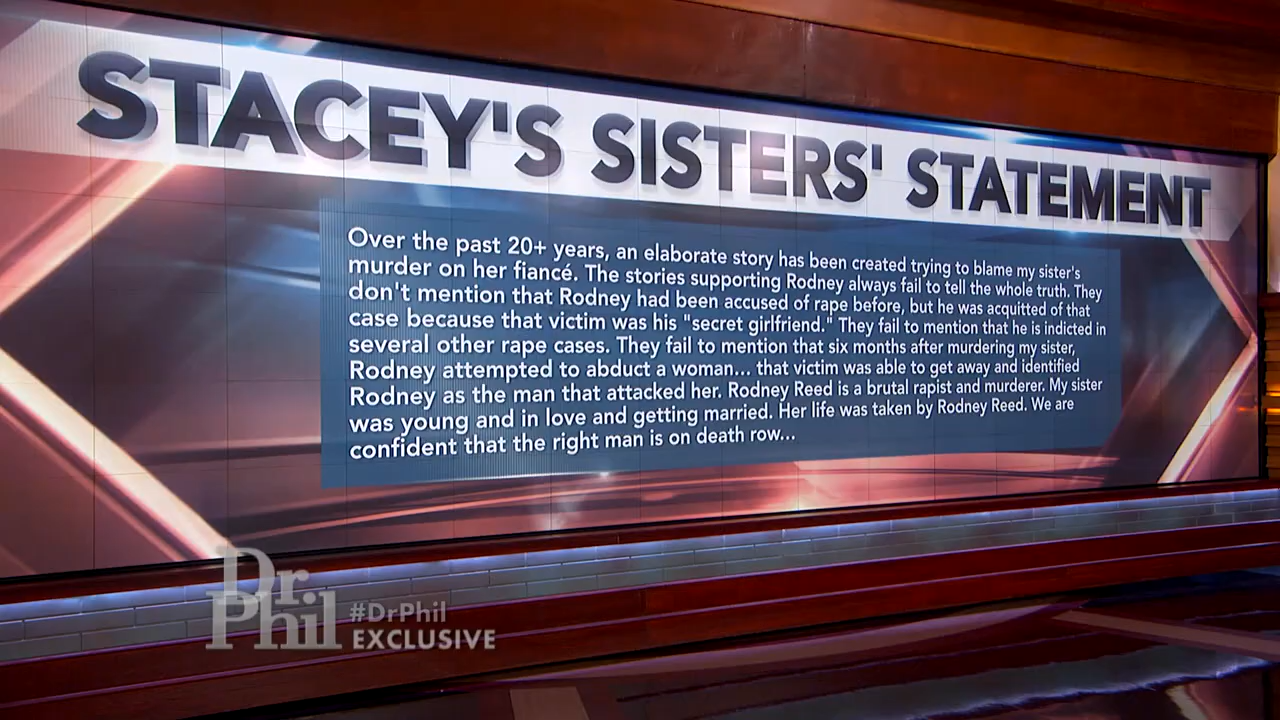 STACEY'S SISTERS' STATEMENT
Over the past 20+ years, an elaborate story has been created trying to blame my sister's
murder on her fiancé. The stories supporting Rodney always fail to tell the whole truth. They
don't mention that Rodney had been accused of rape before, but he was acquitted of that
case because that victim was his "secret girlfriend." They fail to mention that he is indicted in
several other rape cases. They fail to mention that six months after murdering my sister,
Rodney attempted to abduct a woman... that victim was able to get away and identified
Rodney as the man that attacked her. Rodney Reed is a brutal rapist and murderer. My sister
was young and in love and getting married. Her life was taken by Rodney Reed. We are
confident that the right man is on death row...
Dr
Phil
#DrPhil
EXCLUSIVE